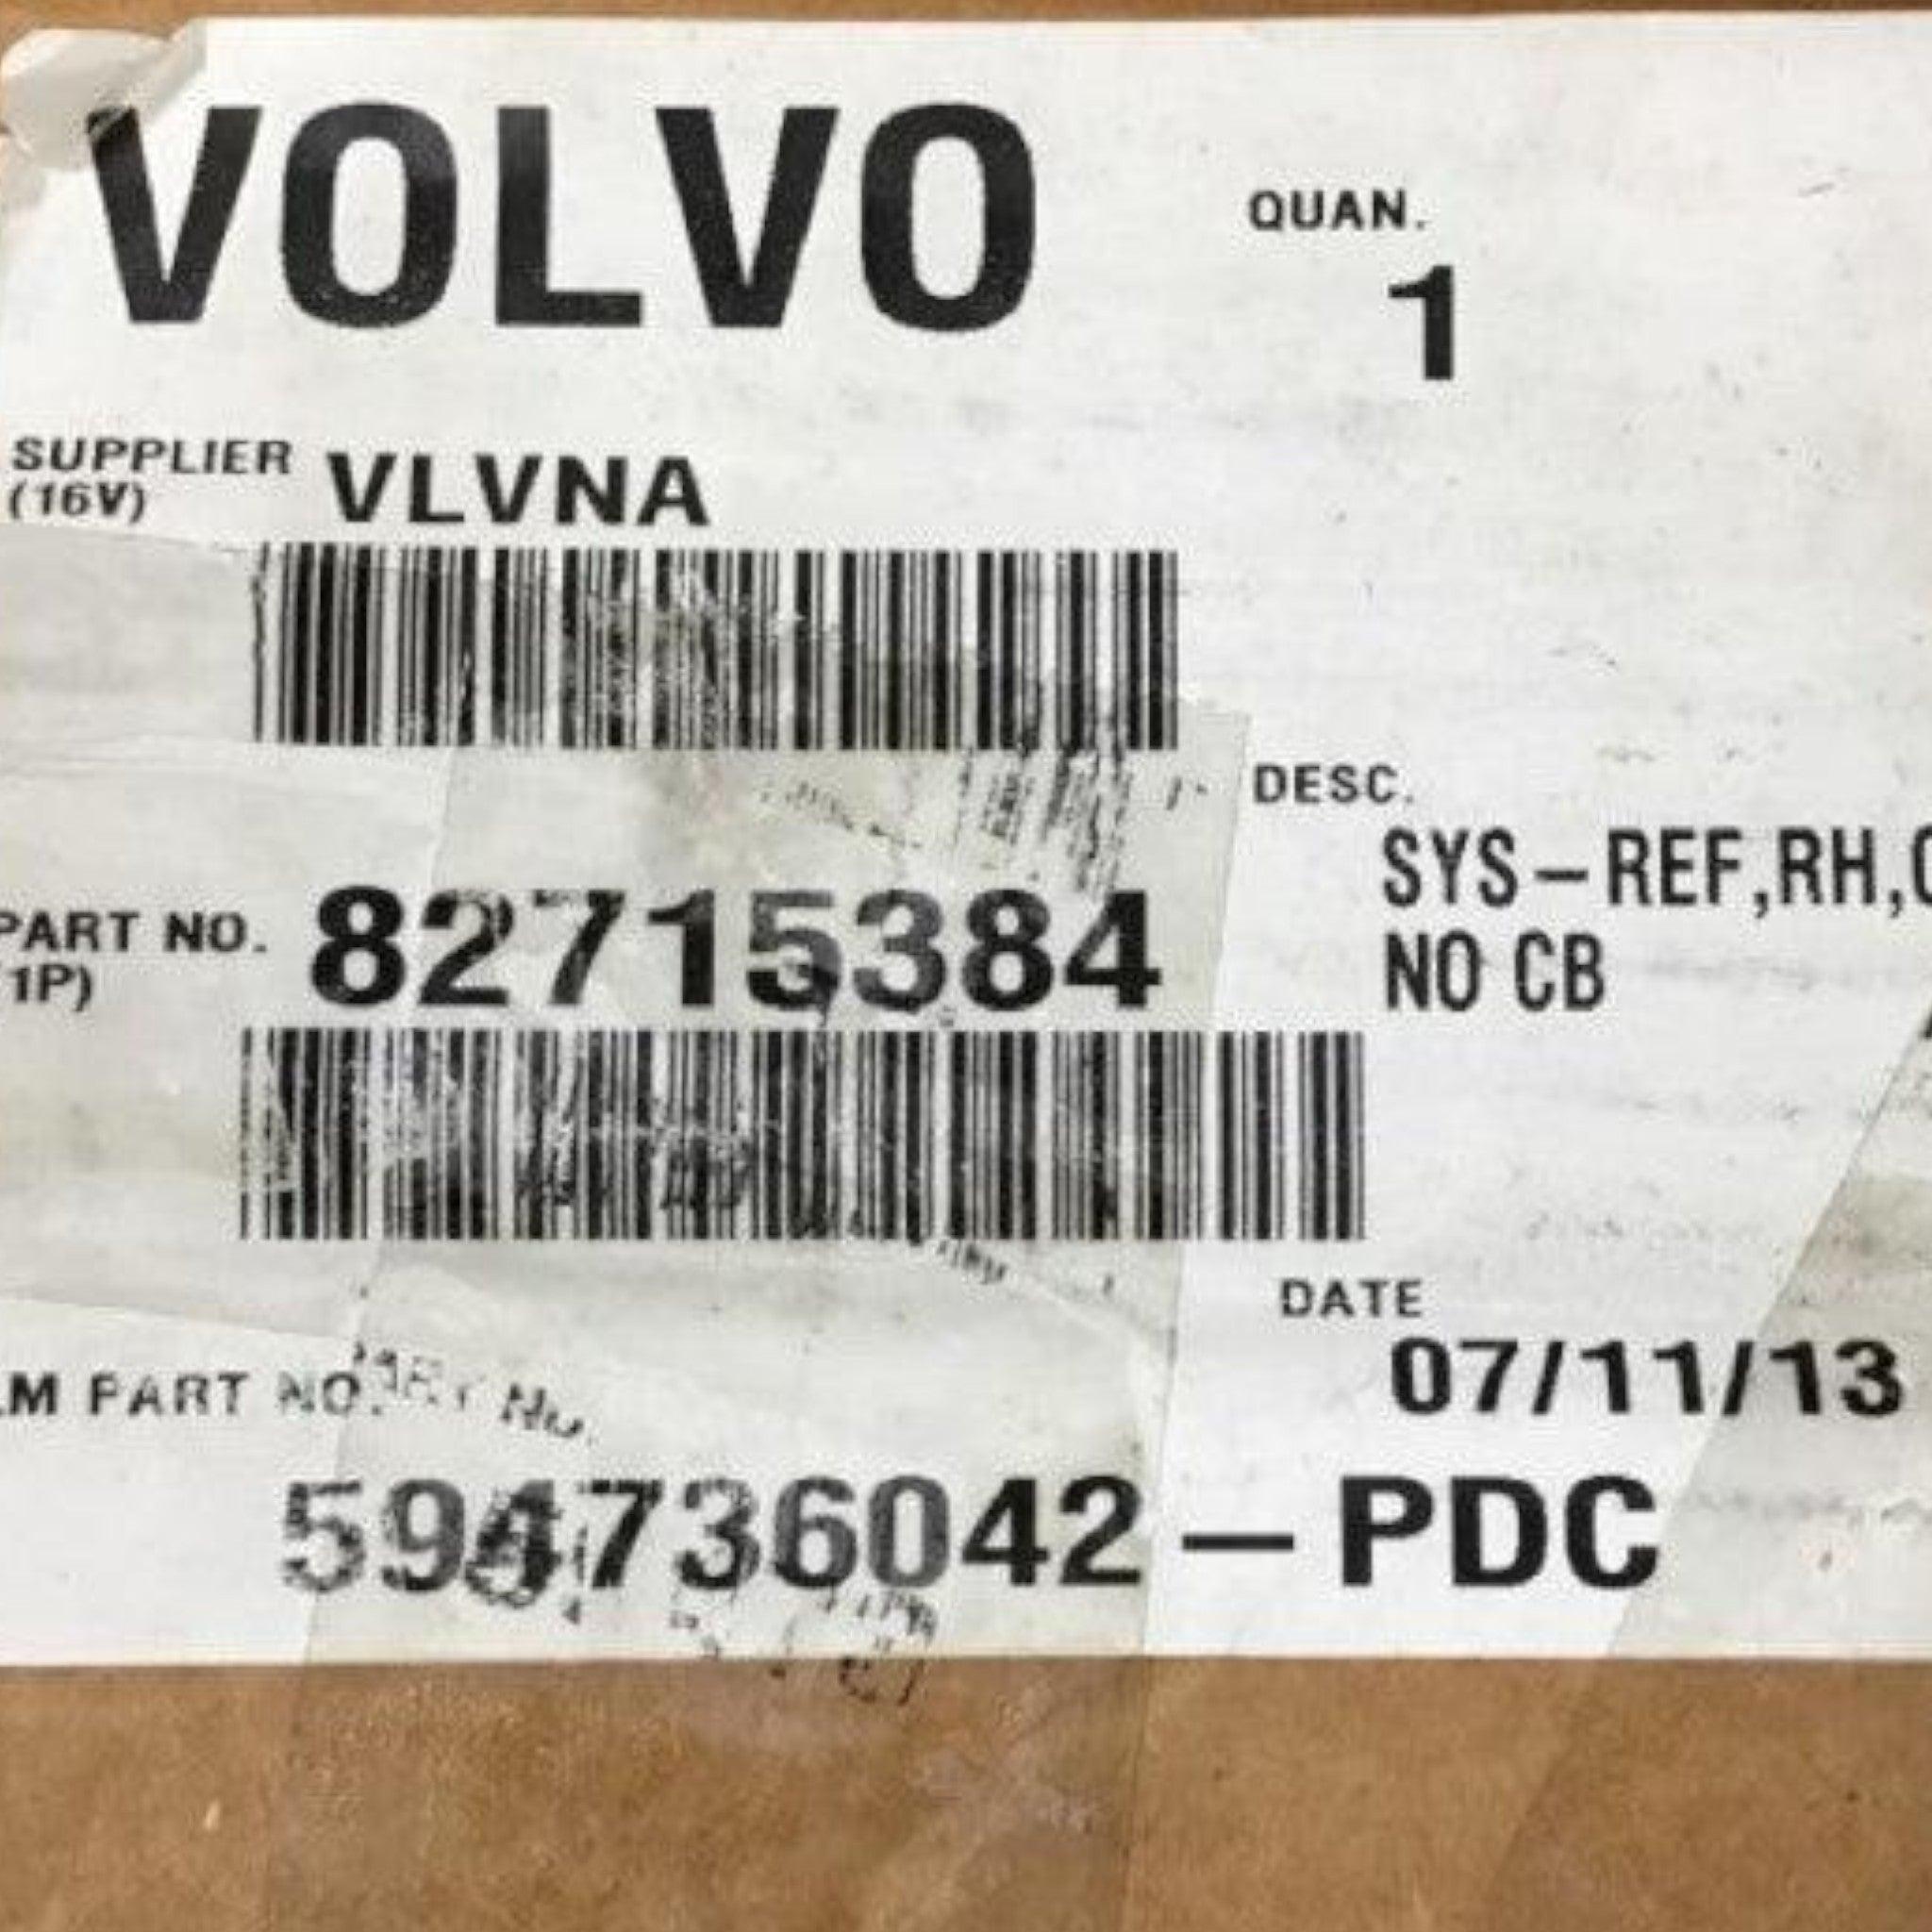 VOLVO
QUAN.
1
SUPPLIER
(16V)
VLVNA
DESC.
SYS-REF,RH,
NO CB
PART NO.
1P)
82715384
DATE
07/11/13
LM PART NO.
594736042-PDC